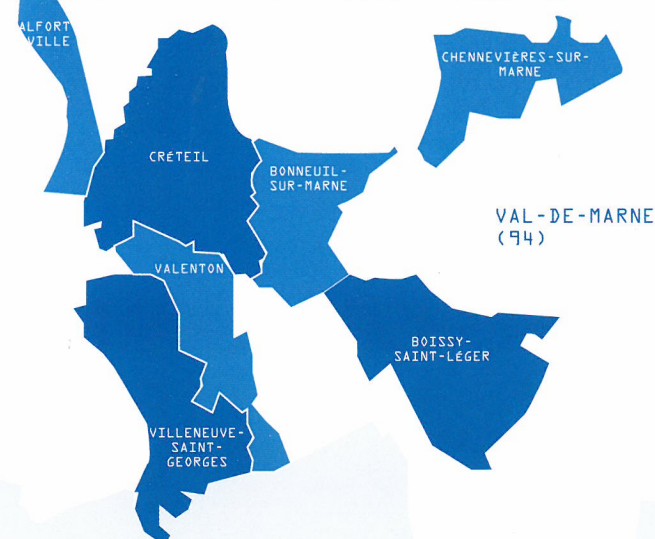 ALFORT
VILLE
CHENNEVIÈRES-SUR-
MARNE
CRÉTEIL
BONNEUIL-
SUR-MARNE
VAL-DE-MARNE
(94)
VALENTON
BOISSY-
SAINT-LÉGER
VILLENEUVE-
SAINT-
GEORGES